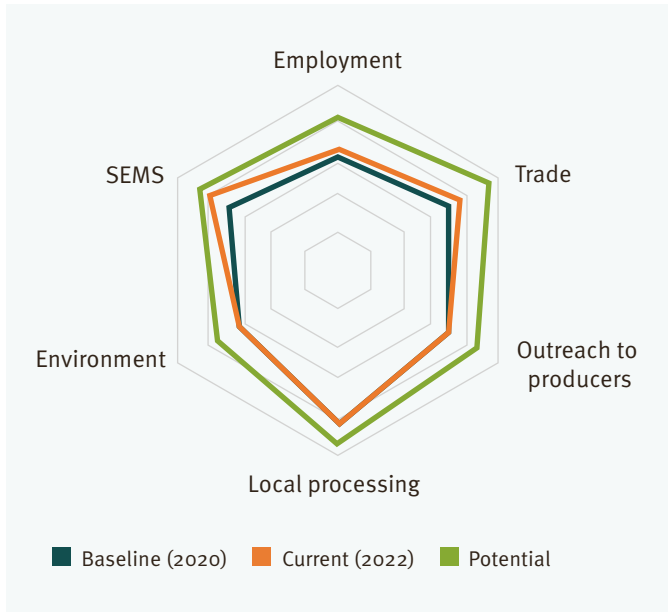 Employment
SEMS
Trade
Environment
Outreach to
producers
Local processing
Baseline (2020)
Current (2022)
Potential